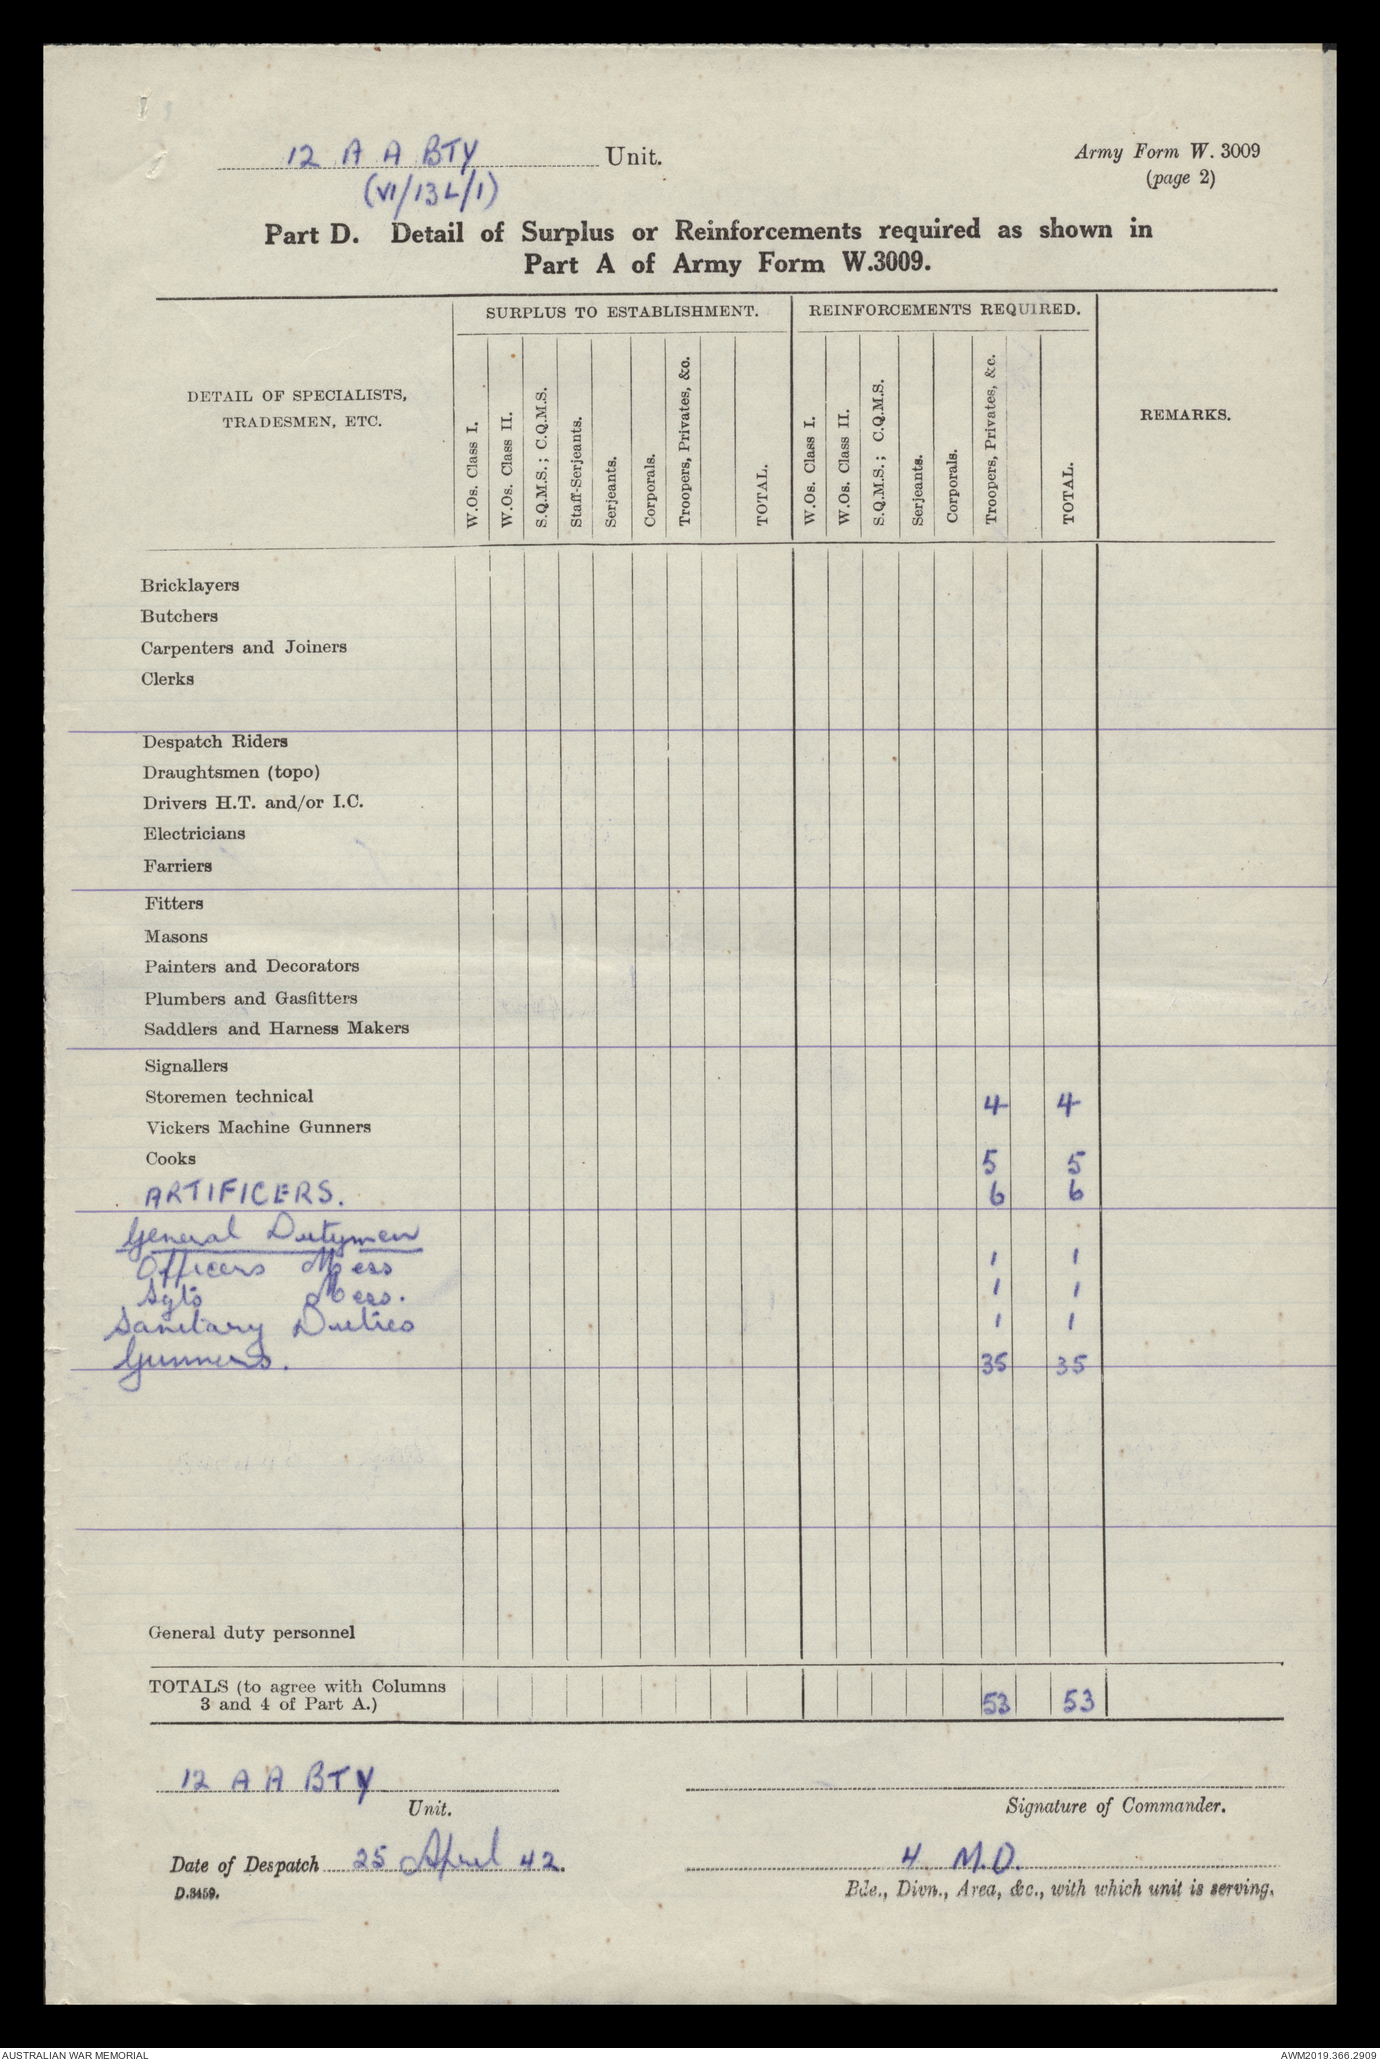 12 A A BTY Unit.
(VI/13L/1)
Army Form W. 3009
(page 2)
Part D. Detail of Surplus or Reinforcements required as shown in
Part A of Army Form W.3009.
DETAIL OF SPECIALISTS,
TRADESMEN, ETC.
SURPLUS TO ESTABLISHMENT.
W.Os. Class I.
W.Os. Class II.
S.Q.M.S.; C.Q.M.S.
Staff-Serjeants.
Serjeants.
Corporals.
Troopers, Privates, &c.
TOTAL.
REINFORCEMENTS REQUIRED.
W.Os. Class I.
W.Os. Class II.
S.Q.M.S.; C.Q.M.S.
Serjeants.
Corporals.
Troopers, Privates, &c.
TOTAL.
REMARKS.
Bricklayers
Butchers
Carpenters and Joiners
Clerks
Despatch Riders
Draughtsmen (topo)
Drivers H.T. and/or I.C.
Electricians
Farriers
Fitters
Masons
Painters and Decorators
Plumbers and Gasfitters
Saddlers and Harness Makers
Signallers
Storemen technical 4 4
Vickers Machine Gunners
Cooks 5 5
ARTIFICERS. 6 6
General Dutymen
Officers Mess 1 1
Sgts Mess. 1 1
Sanitary Duties 1 1
Gunners. 35 35
General duty personnel
TOTALS (to agree with Columns
3 and 4 of Part A.) 53 53
12 A A BTY
Unit.
Signature of Commander.
Date of Despatch 25 April 42.
4 M.D.
Bde., Divn., Area, &c., with which unit is serving.
D.3459.
AUSTRALIAN WAR MEMORIAL
AWM2019.366.2909